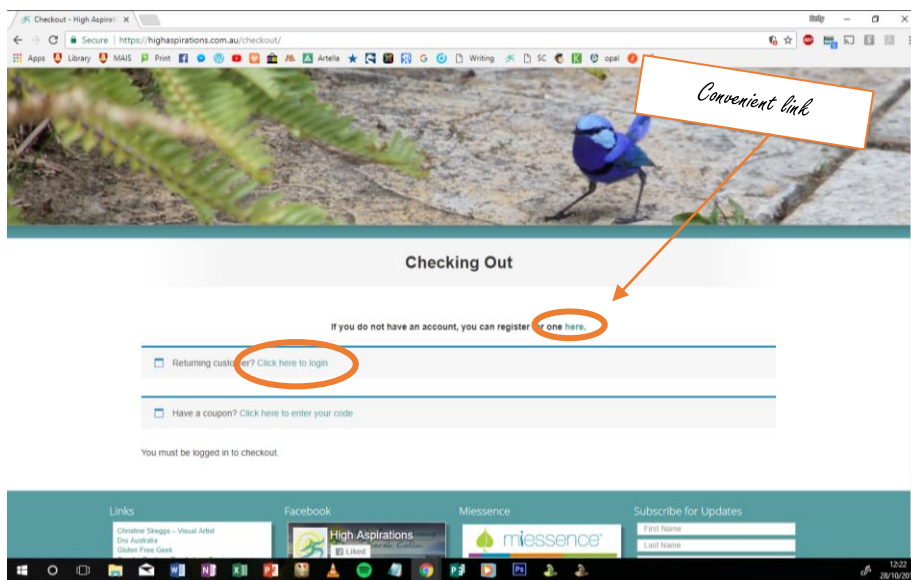 Checkout - High Aspirati
Secure | https://highaspirations.com.au/checkout/
Apps Library MAIS Print Artella G Writing SC opal
Convenient link
Checking Out
If you do not have an account, you can register for one here.
Returning customer? Click here to login
Have a coupon? Click here to enter your code
You must be logged in to checkout.
Links Facebook Miessence Subscribe for Updates
Christine Skeggs – Visual Artist
Dru Australia
Gluten Free Geek
High Aspirations
Liked
miessence
First Name
Last Name
12:22
28/10/20